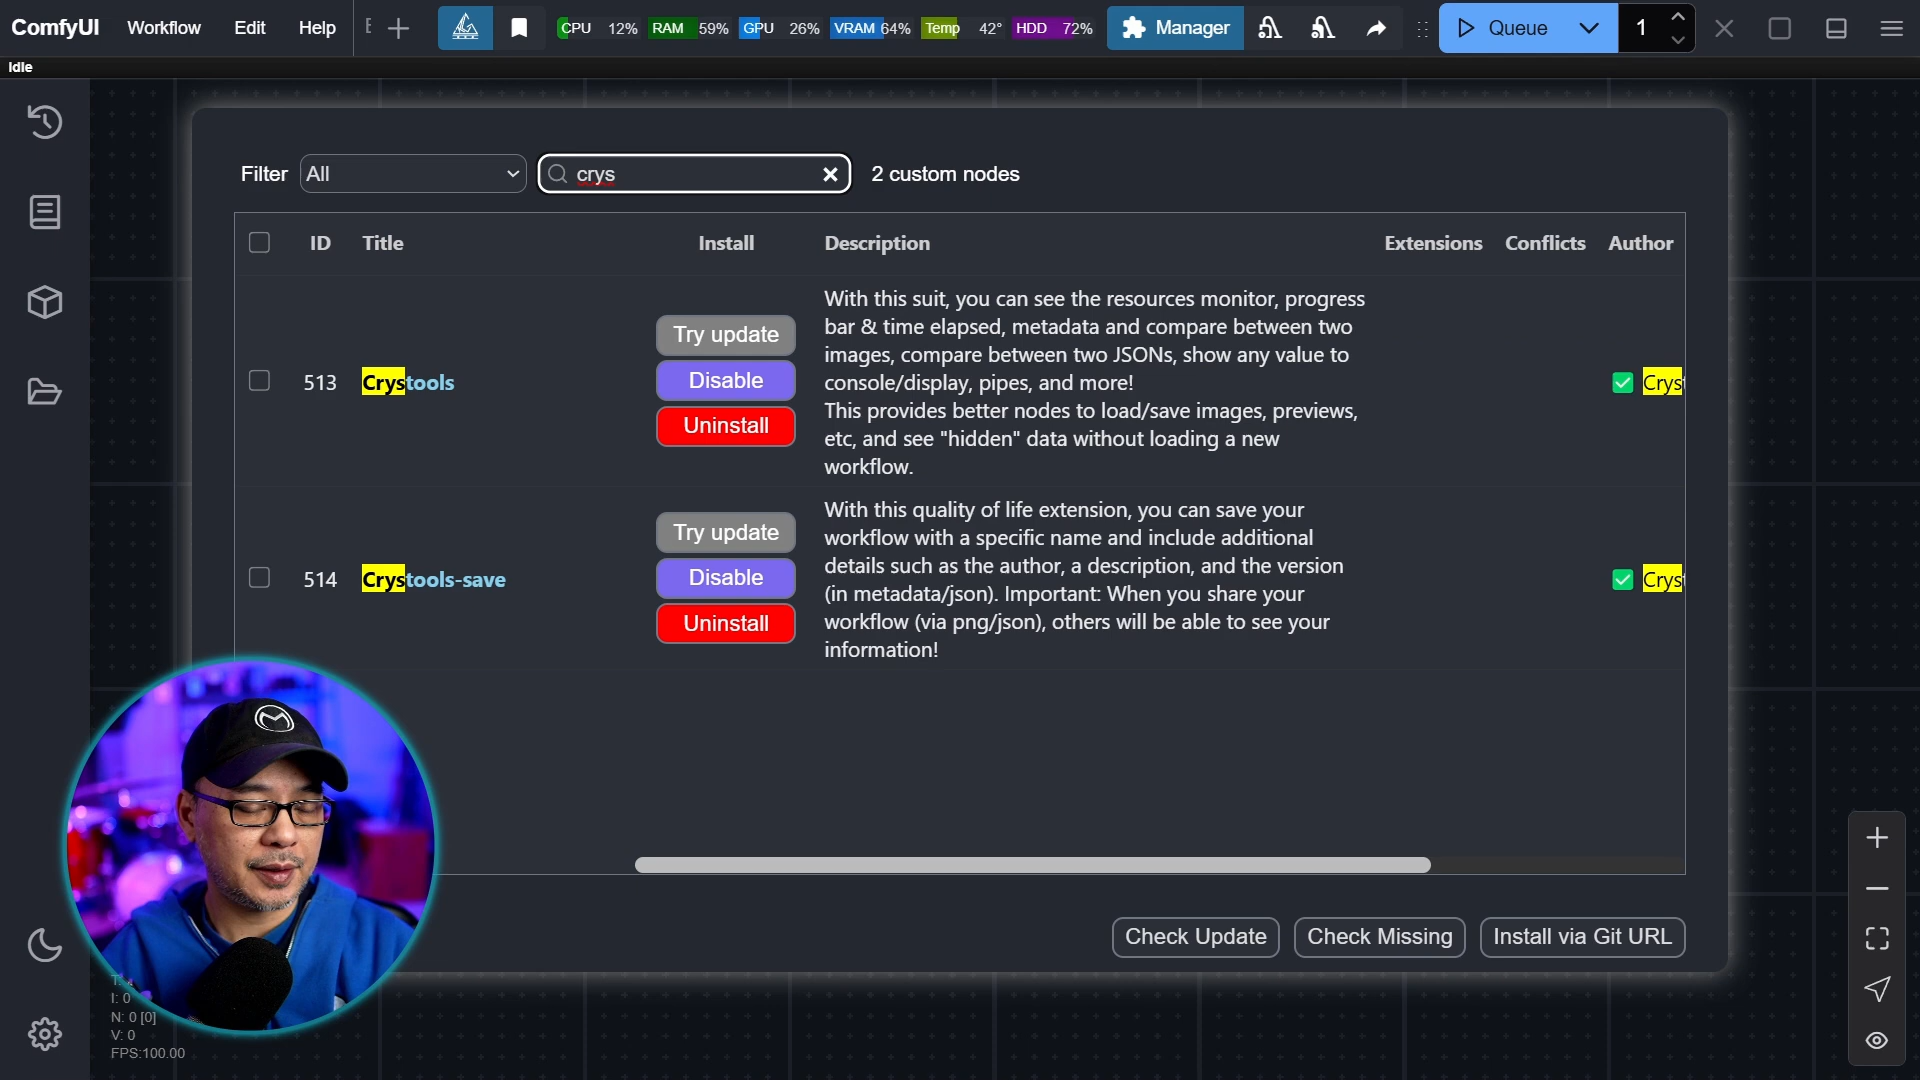 ComfyUI Workflow Edit Help CPU 12% RAM 59% GPU 26% VRAM 64% Temp 42° HDD 72% Manager Queue 1
Idle
Filter All crys 2 custom nodes
ID Title Install Description Extensions Conflicts Author
With this suit, you can see the resources monitor, progress
bar & time elapsed, metadata and compare between two
images, compare between two JSONs, show any value to
console/display, pipes, and more!
This provides better nodes to load/save images, previews,
etc, and see "hidden" data without loading a new
workflow.
513 Crystools
Try update
Disable
Uninstall
Cryst
With this quality of life extension, you can save your
workflow with a specific name and include additional
details such as the author, a description, and the version
(in metadata/json). Important: When you share your
workflow (via png/json), others will be able to see your
information!
514 Crystools-save
Try update
Disable
Uninstall
Cryst
Check Update Check Missing Install via Git URL
I: 0
N: 0 [0]
V: 0
FPS:100.00